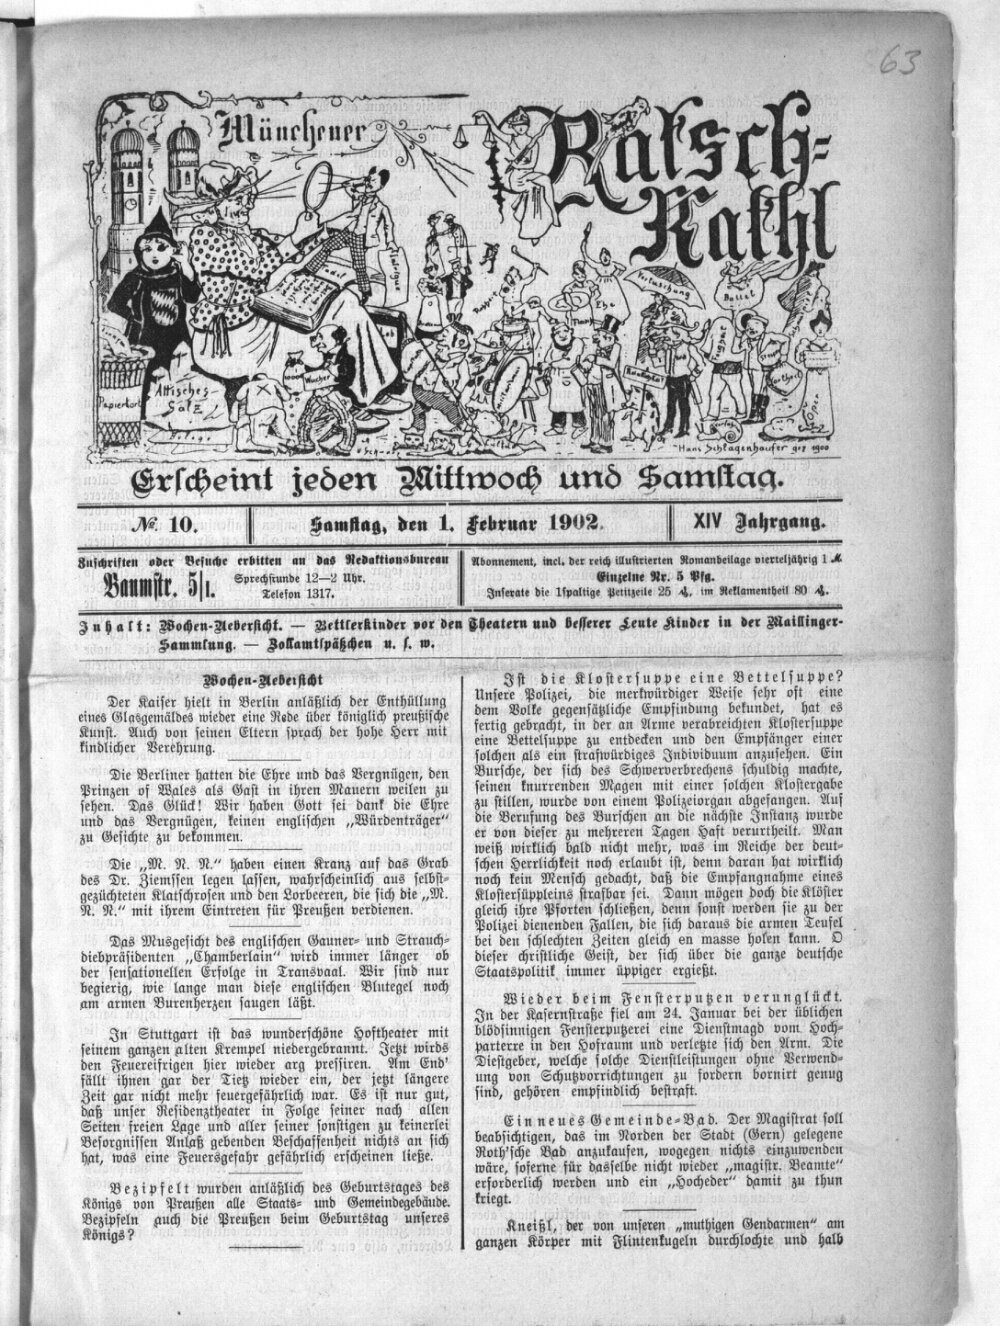 63
Münchener
Ratsch-
Kathl
Attisches
Salz
Papierkorb
Wucher
Vertuschung
Ballet
Ehe
Hans Schlagenhaufer gez 1900
Erscheint jeden Mittwoch und Samstag.
№ 10.
Samstag, den 1. Februar 1902.
XIV Jahrgang.
Zuschriften oder Besuche erbitten an das Redaktionsbureau
Baumstr. 5/I.
Sprechstunde 12—2 Uhr.
Telefon 1317.
Abonnement, incl. der reich illustrierten Romanbeilage vierteljährig 1 ℳ
Einzelne Nr. 5 Pfg.
Inserate die 1spaltige Petitzeile 25 ₰, im Reklamentheil 80 ₰.
Inhalt: Wochen-Uebersicht. — Bettlerkinder vor den Theatern und besserer Leute Kinder in der Maillinger-
Sammlung. — Zollamtspäßchen u. s. w.
Wochen-Uebersicht
Der Kaiser hielt in Berlin anläßlich der Enthüllung
eines Glasgemäldes wieder eine Rede über königlich preußische
Kunst. Auch von seinen Eltern sprach der hohe Herr mit
kindlicher Verehrung.
Die Berliner hatten die Ehre und das Vergnügen, den
Prinzen of Wales als Gast in ihren Mauern weilen zu
sehen. Das Glück! Wir haben Gott sei dank die Ehre
und das Vergnügen, keinen englischen „Würdenträger"
zu Gesichte zu bekommen.
Die „M. N. N." haben einen Kranz auf das Grab
des Dr. Ziemssen legen lassen, wahrscheinlich aus selbst-
gezüchteten Klatschrosen und den Lorbeeren, die sich die „M.
N. N." mit ihrem Eintreten für Preußen verdienen.
Das Musgesicht des englischen Gauner- und Strauch-
diebpräsidenten „Chamberlain" wird immer länger ob
der sensationellen Erfolge in Transvaal. Wir sind nur
begierig, wie lange man diese englischen Blutegel noch
am armen Burenherzen saugen läßt.
In Stuttgart ist das wunderschöne Hoftheater mit
seinem ganzen alten Krempel niedergebrannt. Jetzt wirds
den Feuereifrigen hier wieder arg pressiren. Am End'
fällt ihnen gar der Tietz wieder ein, der jetzt längere
Zeit gar nicht mehr feuergefährlich war. Es ist nur gut,
daß unser Residenztheater in Folge seiner nach allen
Seiten freien Lage und aller seiner sonstigen zu keinerlei
Besorgnissen Anlaß gebenden Beschaffenheit nichts an sich
hat, was eine Feuersgefahr gefährlich erscheinen ließe.
Bezipfelt wurden anläßlich des Geburtstages des
Königs von Preußen alle Staats- und Gemeindegebäude.
Bezipfeln auch die Preußen beim Geburtstag unseres
Königs?
Ist die Klostersuppe eine Bettelsuppe?
Unsere Polizei, die merkwürdiger Weise sehr oft eine
dem Volke gegensätzliche Empfindung bekundet, hat es
fertig gebracht, in der an Arme verabreichten Klostersuppe
eine Bettelsuppe zu entdecken und den Empfänger einer
solchen als ein strafwürdiges Individuum anzusehen. Ein
Bursche, der sich des Schwerverbrechens schuldig machte,
seinen knurrenden Magen mit einer solchen Klostergabe
zu stillen, wurde von einem Polizeiorgan abgefangen. Auf
die Berufung des Burschen an die nächste Instanz wurde
er von dieser zu mehreren Tagen Haft verurtheilt. Man
weiß wirklich bald nicht mehr, was im Reiche der deut-
schen Herrlichkeit noch erlaubt ist, denn daran hat wirklich
noch kein Mensch gedacht, daß die Empfangnahme eines
Klostersüppleins strafbar sei. Dann mögen doch die Klöster
gleich ihre Pforten schließen, denn sonst werden sie zu der
Polizei dienenden Fallen, die sich daraus die armen Teufel
bei den schlechten Zeiten gleich en masse holen kann. O
dieser christliche Geist, der sich über die ganze deutsche
Staatspolitik immer üppiger ergießt.
Wieder beim Fensterputzen verunglückt.
In der Kasernstraße fiel am 24. Januar bei der üblichen
blödsinnigen Fensterputzerei eine Dienstmagd vom Hoch-
parterre in den Hofraum und verletzte sich den Arm. Die
Diestgeber, welche solche Dienstleistungen ohne Verwend-
ung von Schutzvorrichtungen zu fordern bornirt genug
sind, gehören empfindlich bestraft.
Ein neues Gemeinde-Bad. Der Magistrat soll
beabsichtigen, das im Norden der Stadt (Gern) gelegene
Roth'sche Bad anzukaufen, wogegen nichts einzuwenden
wäre, soferne für dasselbe nicht wieder „magistr. Beamte"
erforderlich werden und ein „Hocheder" damit zu thun
kriegt.
Kneißl, der von unseren „muthigen Gendarmen" am
ganzen Körper mit Flintenkugeln durchlochte und halb